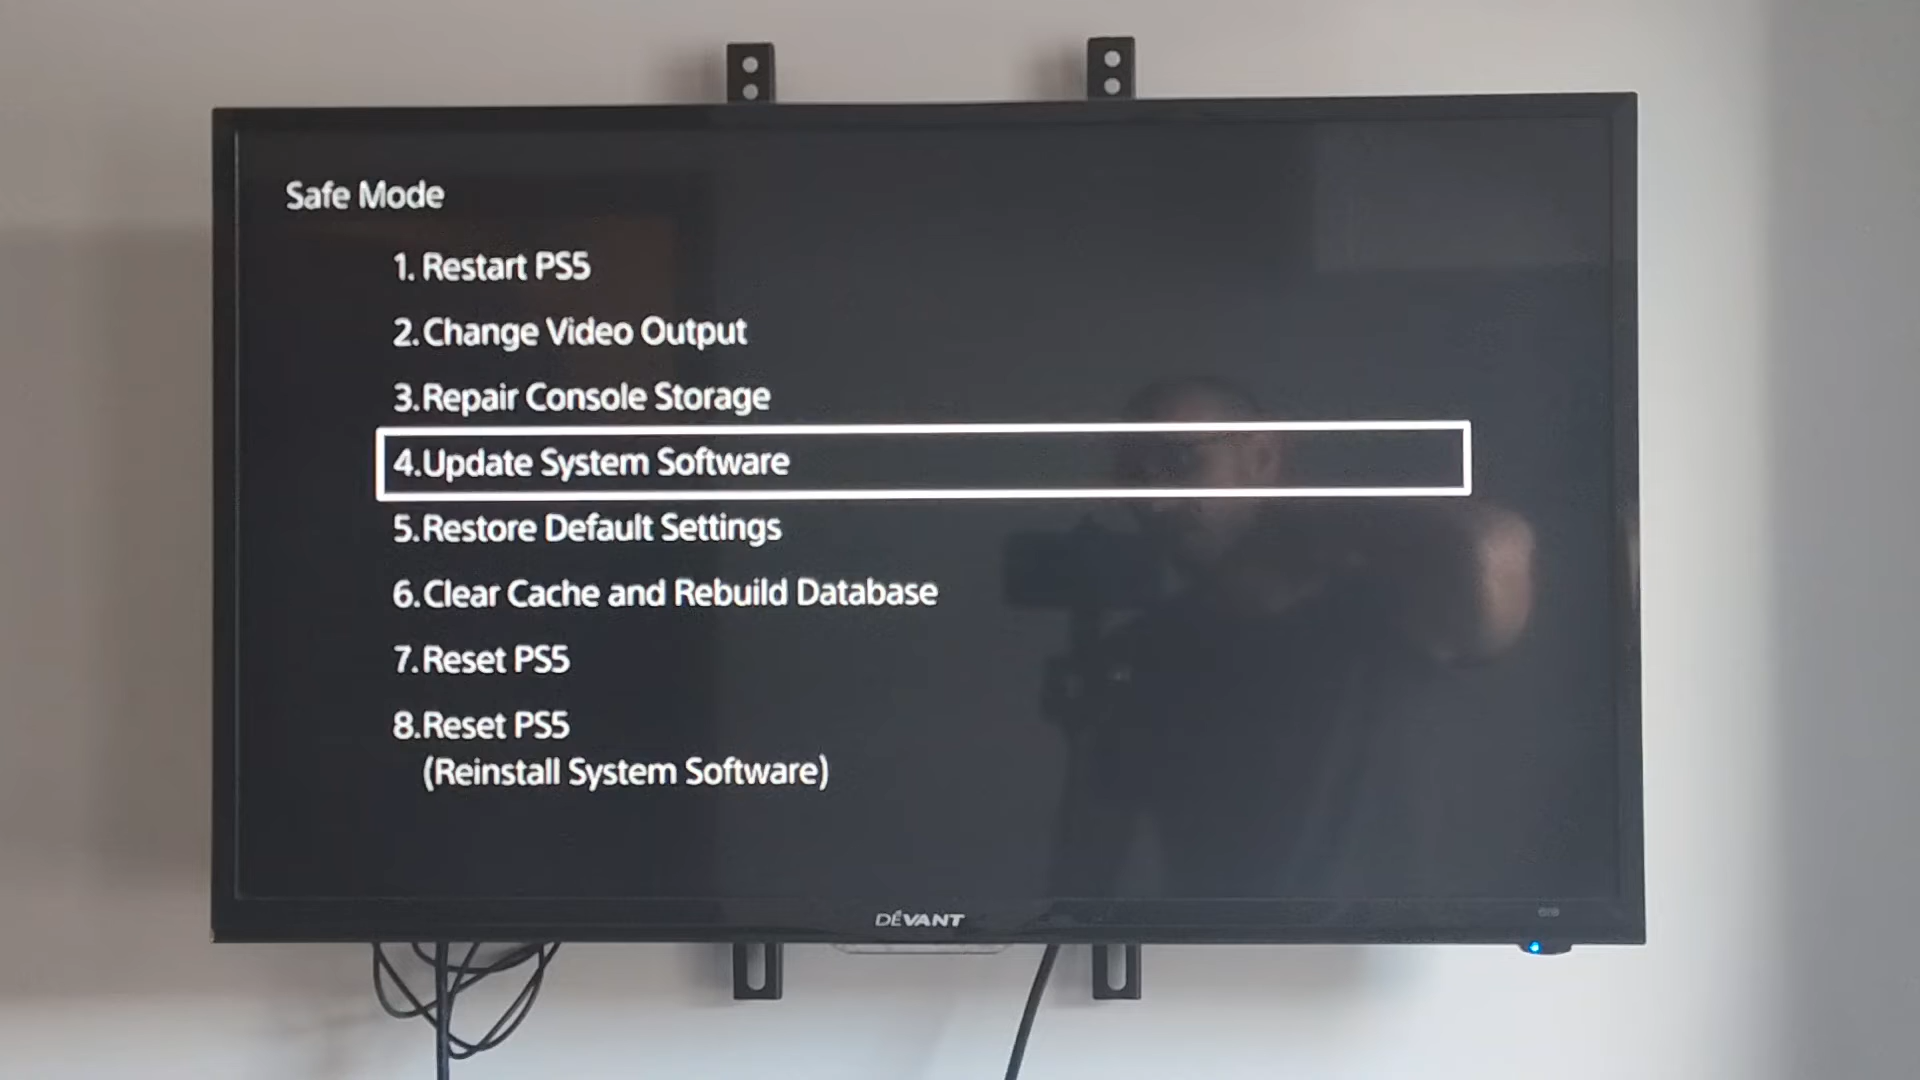 Safe Mode
1. Restart PS5
2. Change Video Output
3. Repair Console Storage
4. Update System Software
5. Restore Default Settings
6. Clear Cache and Rebuild Database
7. Reset PS5
8. Reset PS5
(Reinstall System Software)
DEVANT